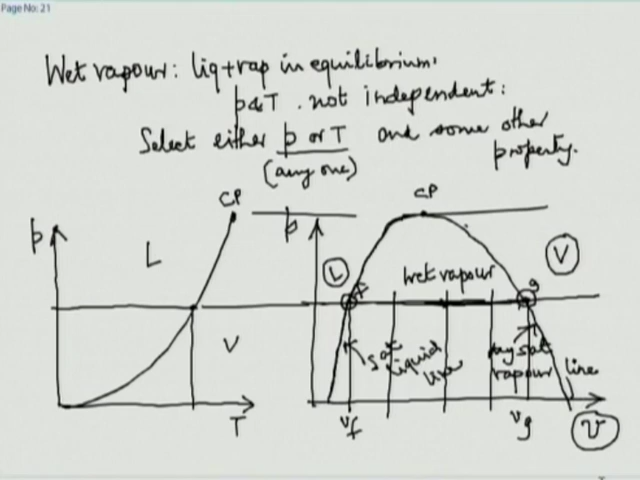 Page No: 21
Wet vapour: liq+vap in equilibrium.
p&T. not independent:
Select either p or T and some other property.
(any one)
CP
CP
p
p
L
L
V
wet vapour
f
g
V
sat liquid line
dry sat vapour line
T
vf
vg
v